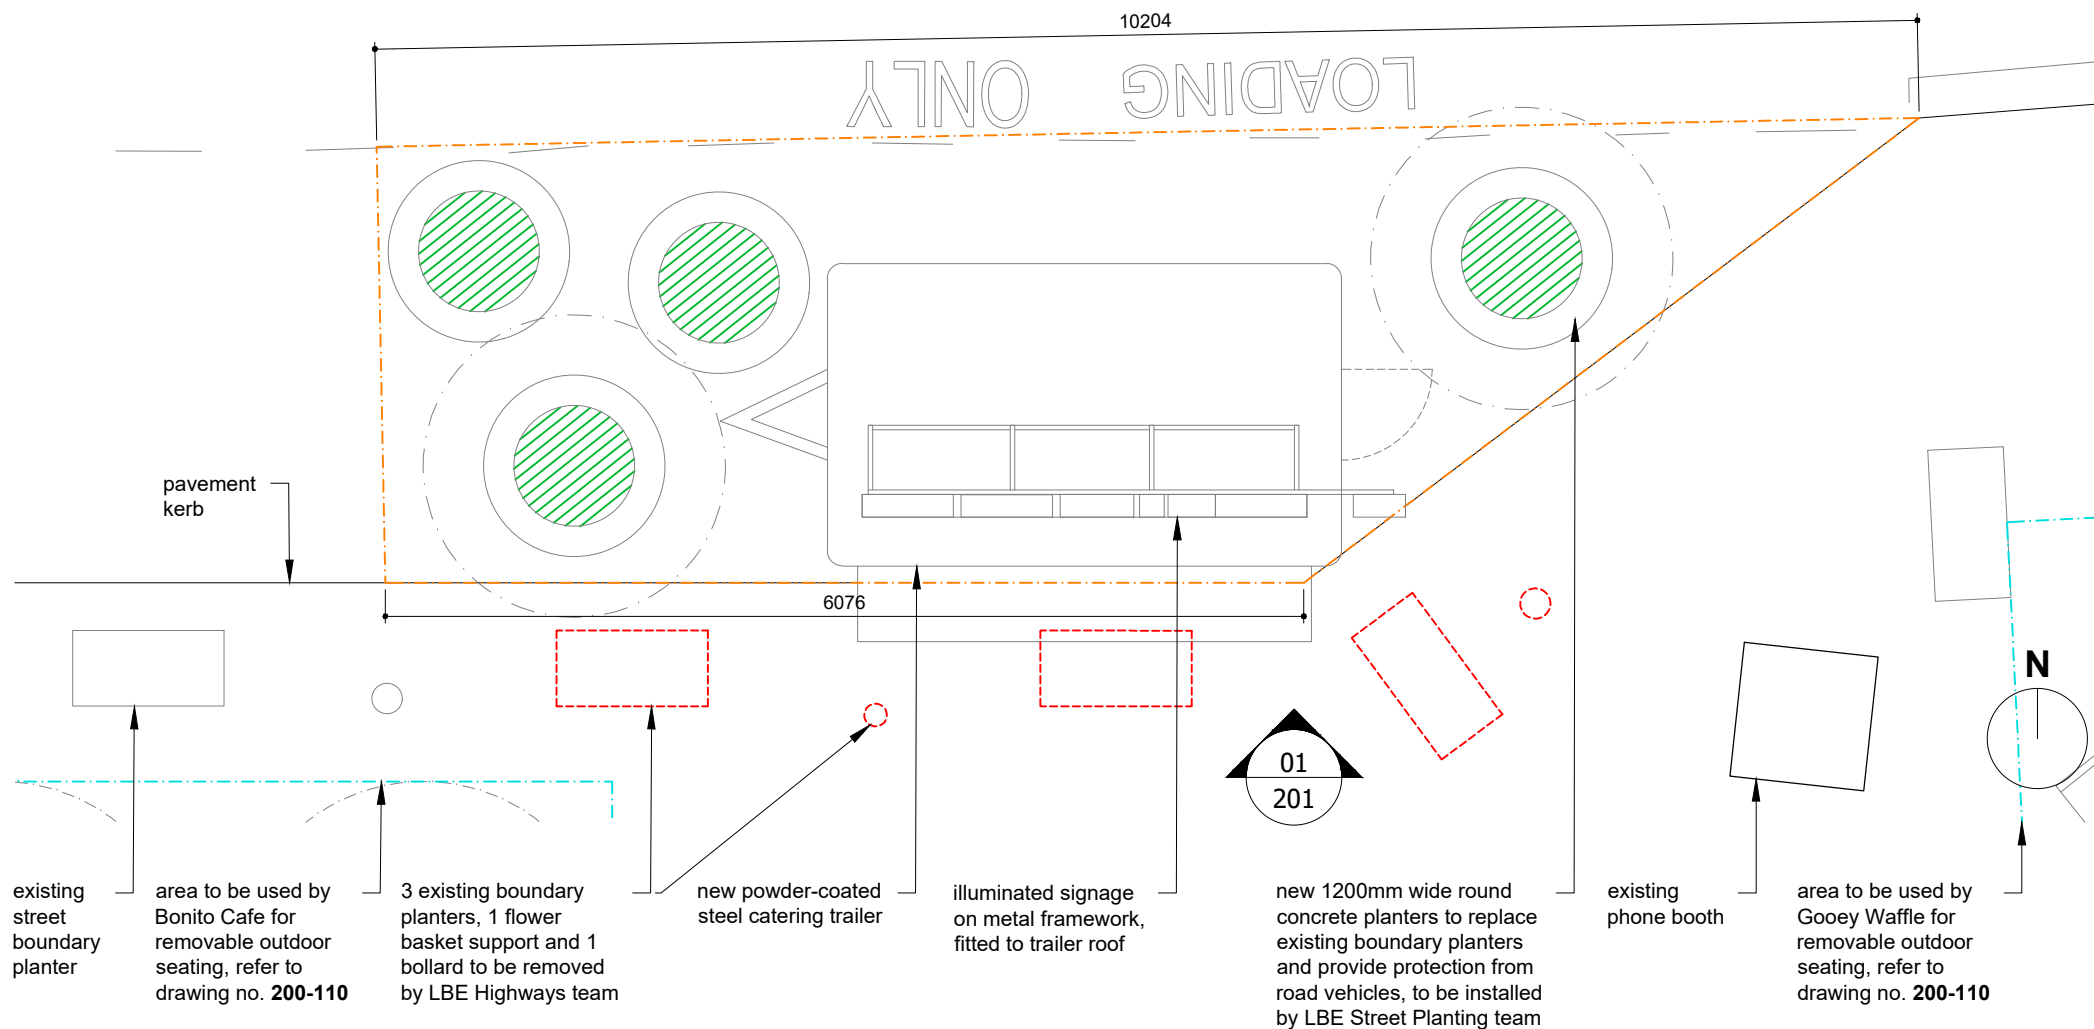 10204
LOADING ONLY
pavement
kerb
6076
N
01
201
existing
street
boundary
planter
area to be used by
Bonito Cafe for
removable outdoor
seating, refer to
drawing no. 200-110
3 existing boundary
planters, 1 flower
basket support and 1
bollard to be removed
by LBE Highways team
new powder-coated
steel catering trailer
illuminated signage
on metal framework,
fitted to trailer roof
new 1200mm wide round
concrete planters to replace
existing boundary planters
and provide protection from
road vehicles, to be installed
by LBE Street Planting team
existing
phone booth
area to be used by
Gooey Waffle for
removable outdoor
seating, refer to
drawing no. 200-110